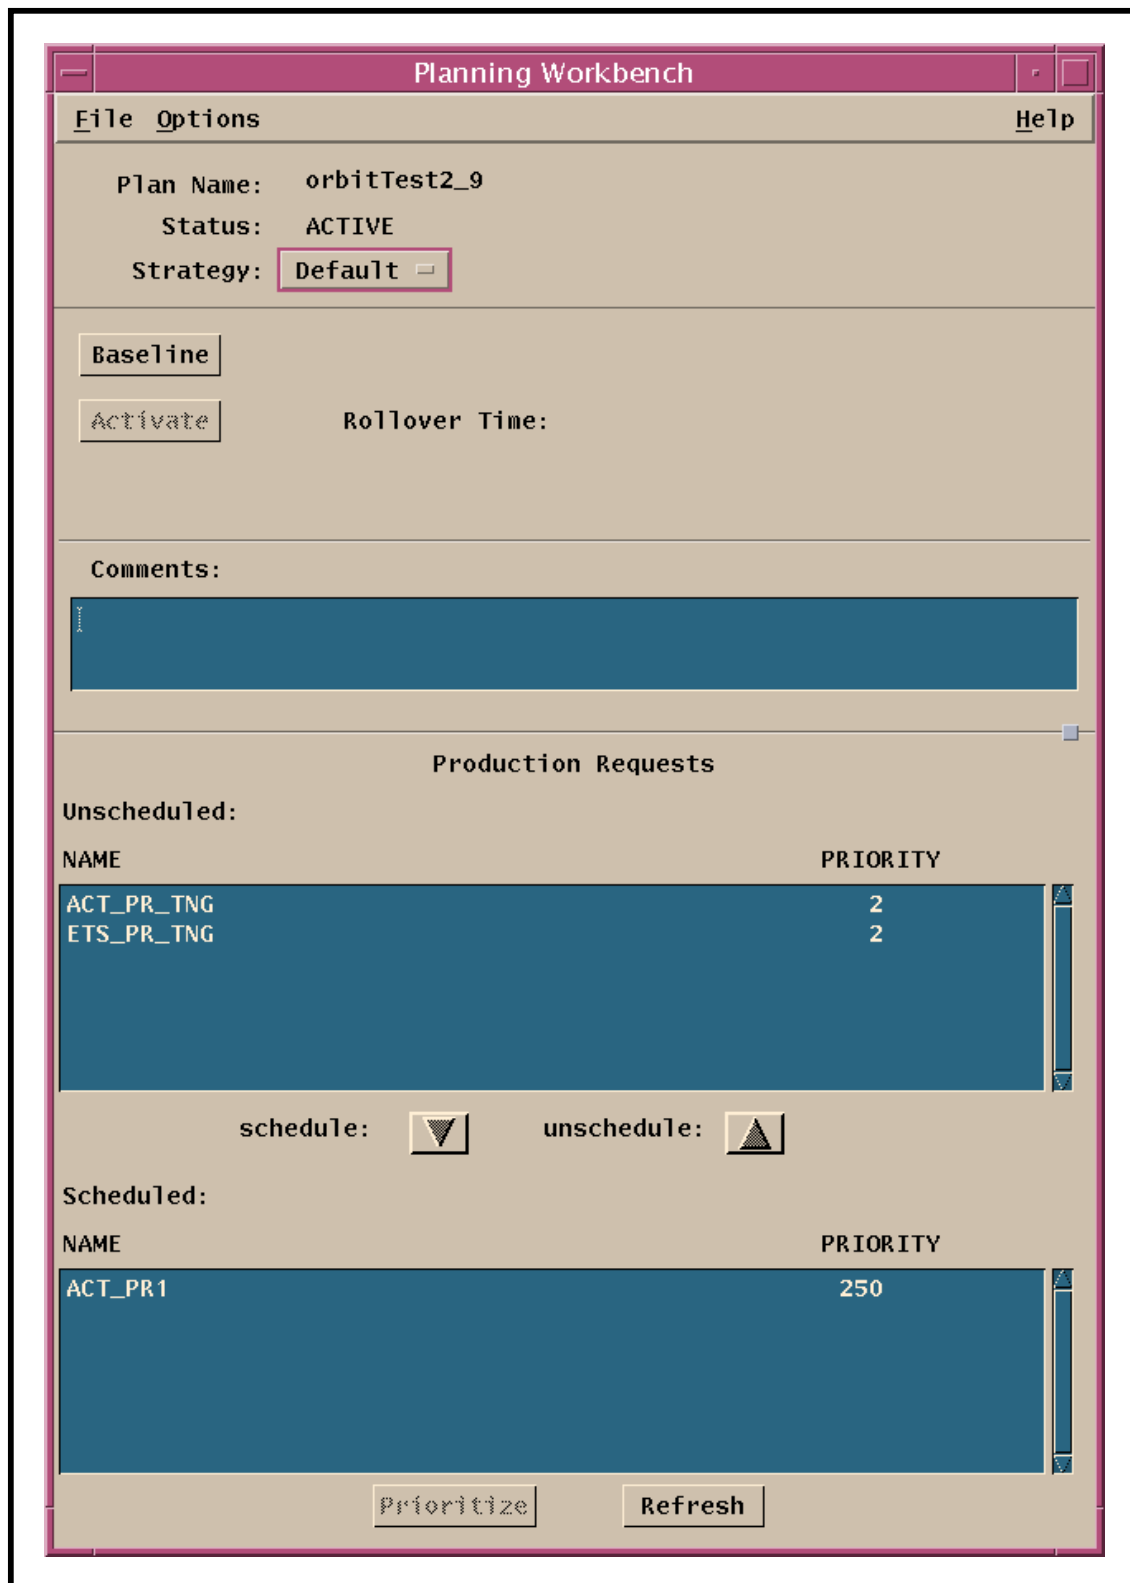 Planning Workbench
File Options Help
Plan Name: orbitTest2_9
Status: ACTIVE
Strategy: Default
Baseline
Activate Rollover Time:
Comments:
Production Requests
Unscheduled:
NAME PRIORITY
ACT_PR_TNG 2
ETS_PR_TNG 2
schedule: unschedule:
Scheduled:
NAME PRIORITY
ACT_PR1 250
Prioritize Refresh